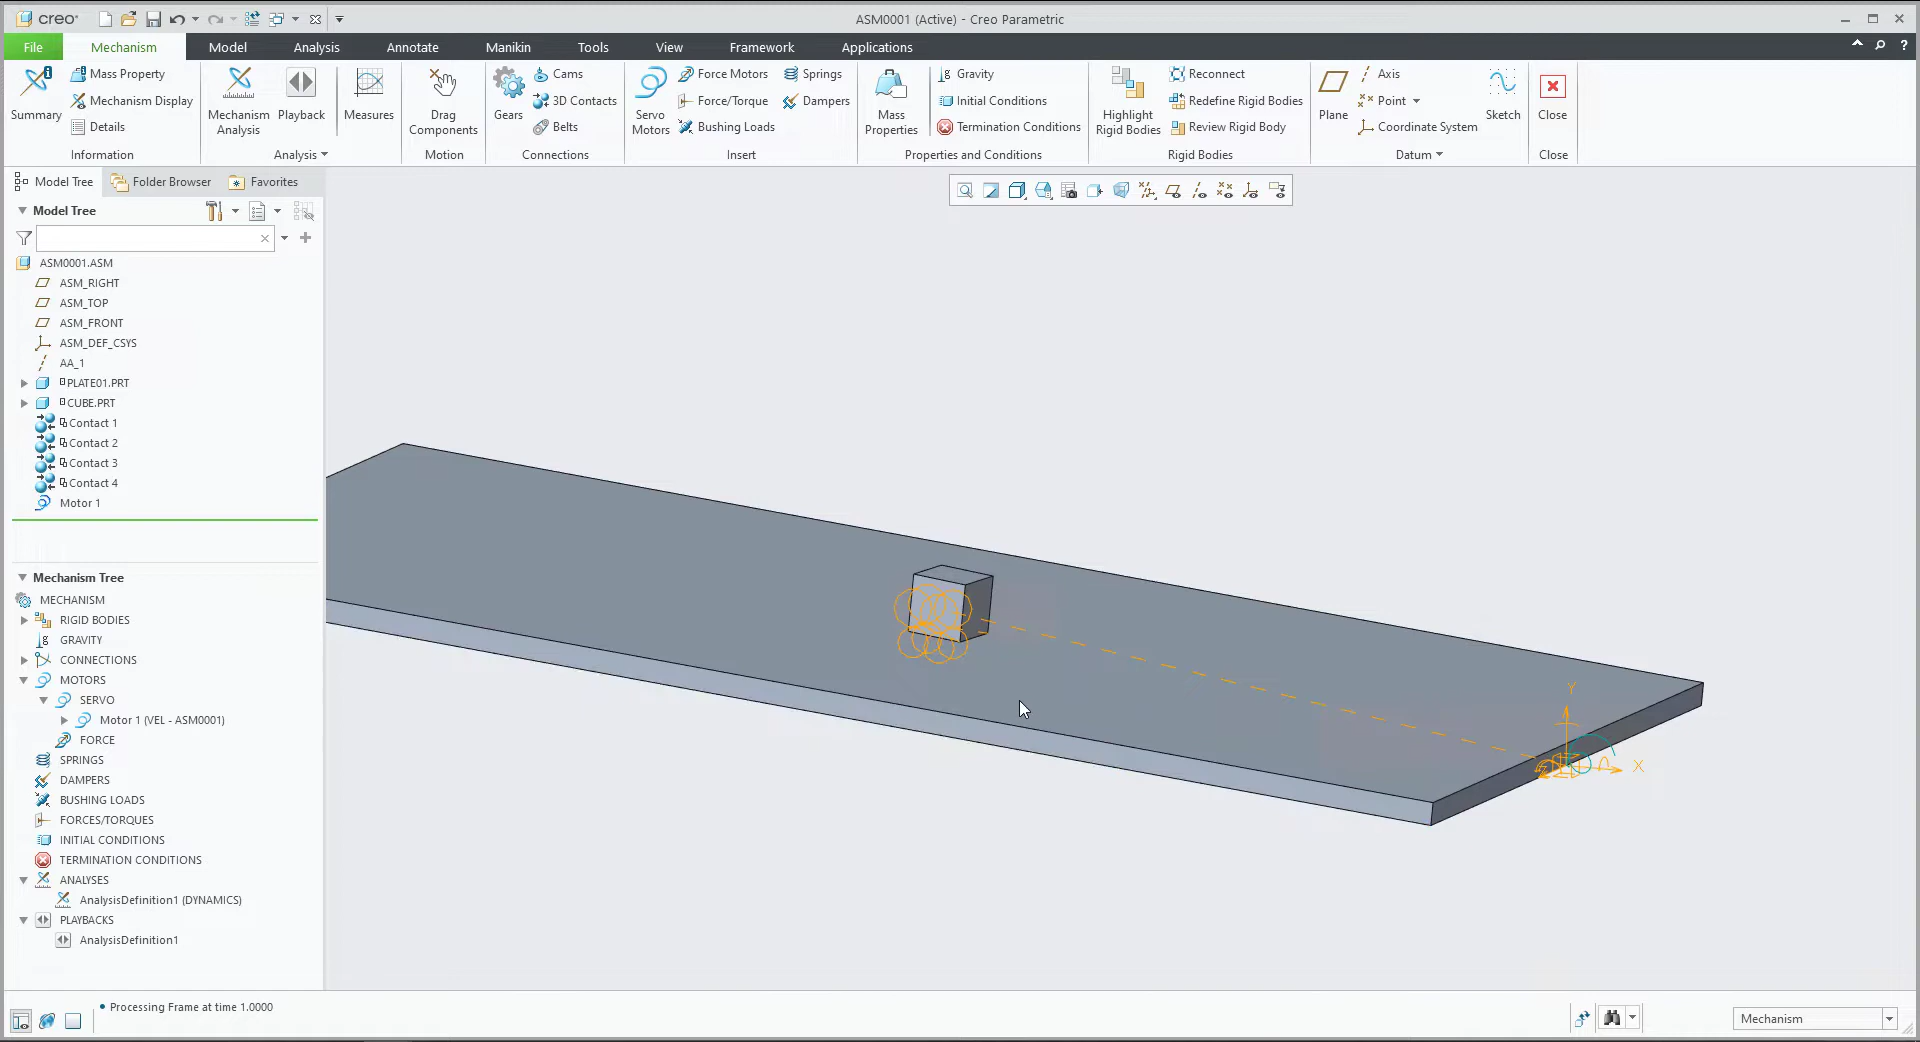 creo
ASM0001 (Active) - Creo Parametric
File
Mechanism
Model
Analysis
Annotate
Manikin
Tools
View
Framework
Applications
Summary
Mass Property
Mechanism Display
Details
Information
Mechanism
Analysis
Playback
Measures
Analysis
Drag
Components
Motion
Gears
Cams
3D Contacts
Belts
Connections
Servo
Motors
Force Motors
Force/Torque
Bushing Loads
Springs
Dampers
Insert
Mass
Properties
Gravity
Initial Conditions
Termination Conditions
Properties and Conditions
Highlight
Rigid Bodies
Reconnect
Redefine Rigid Bodies
Review Rigid Body
Rigid Bodies
Plane
Axis
Point
Coordinate System
Sketch
Datum
Close
Close
Model Tree
Folder Browser
Favorites
Model Tree
ASM0001.ASM
ASM_RIGHT
ASM_TOP
ASM_FRONT
ASM_DEF_CSYS
AA_1
PLATE01.PRT
CUBE.PRT
Contact 1
Contact 2
Contact 3
Contact 4
Motor 1
Mechanism Tree
MECHANISM
RIGID BODIES
GRAVITY
CONNECTIONS
MOTORS
SERVO
Motor 1 (VEL - ASM0001)
FORCE
SPRINGS
DAMPERS
BUSHING LOADS
FORCES/TORQUES
INITIAL CONDITIONS
TERMINATION CONDITIONS
ANALYSES
AnalysisDefinition1 (DYNAMICS)
PLAYBACKS
AnalysisDefinition1
Y
X
Processing Frame at time 1.0000
Mechanism